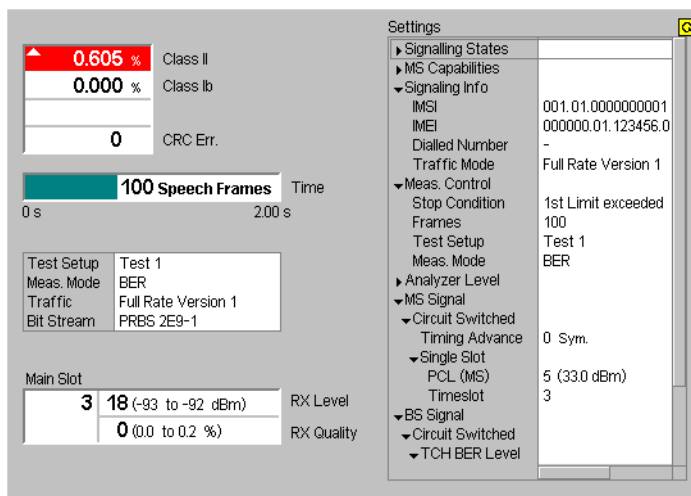 0.605 % Class II
0.000 % Class Ib
0 CRC Err.
100 Speech Frames Time
0 s 2.00 s
Test Setup Test 1
Meas. Mode BER
Traffic Full Rate Version 1
Bit Stream PRBS 2E9-1
Main Slot
3 18 (-93 to -92 dBm) RX Level
0 (0.0 to 0.2 %) RX Quality
Settings
Signalling States
MS Capabilities
Signaling Info
IMSI 001.01.0000000001
IMEI 000000.01.123456.0
Dialled Number -
Traffic Mode Full Rate Version 1
Meas. Control
Stop Condition 1st Limit exceeded
Frames 100
Test Setup Test 1
Meas. Mode BER
Analyzer Level
MS Signal
Circuit Switched
Timing Advance 0 Sym.
Single Slot
PCL (MS) 5 (33.0 dBm)
Timeslot 3
BS Signal
Circuit Switched
TCH BER Level